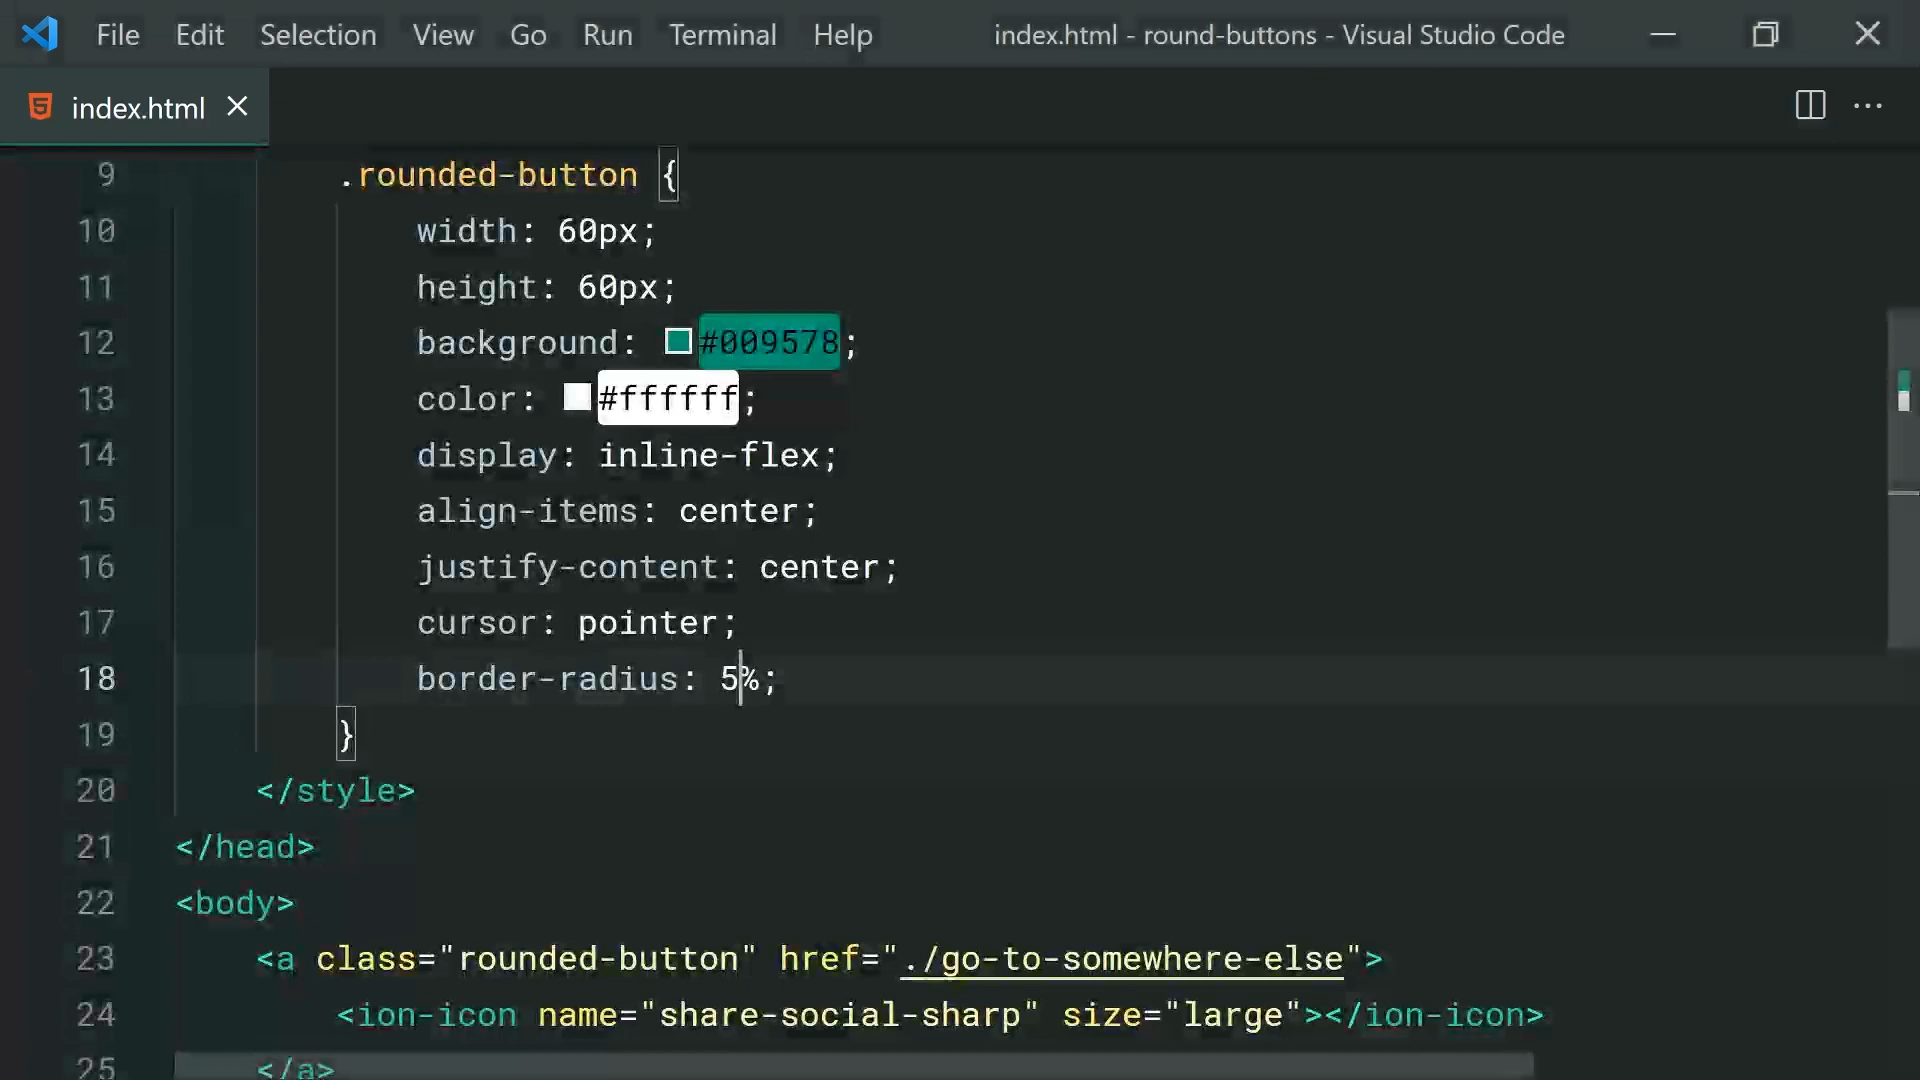 File Edit Selection View Go Run Terminal Help index.html - round-buttons - Visual Studio Code
index.html
9 .rounded-button {
10 width: 60px;
11 height: 60px;
12 background: #009578;
13 color: #ffffff;
14 display: inline-flex;
15 align-items: center;
16 justify-content: center;
17 cursor: pointer;
18 border-radius: 5%;
19 }
20 </style>
21 </head>
22 <body>
23 <a class="rounded-button" href="./go-to-somewhere-else">
24 <ion-icon name="share-social-sharp" size="large"></ion-icon>
25 </a>